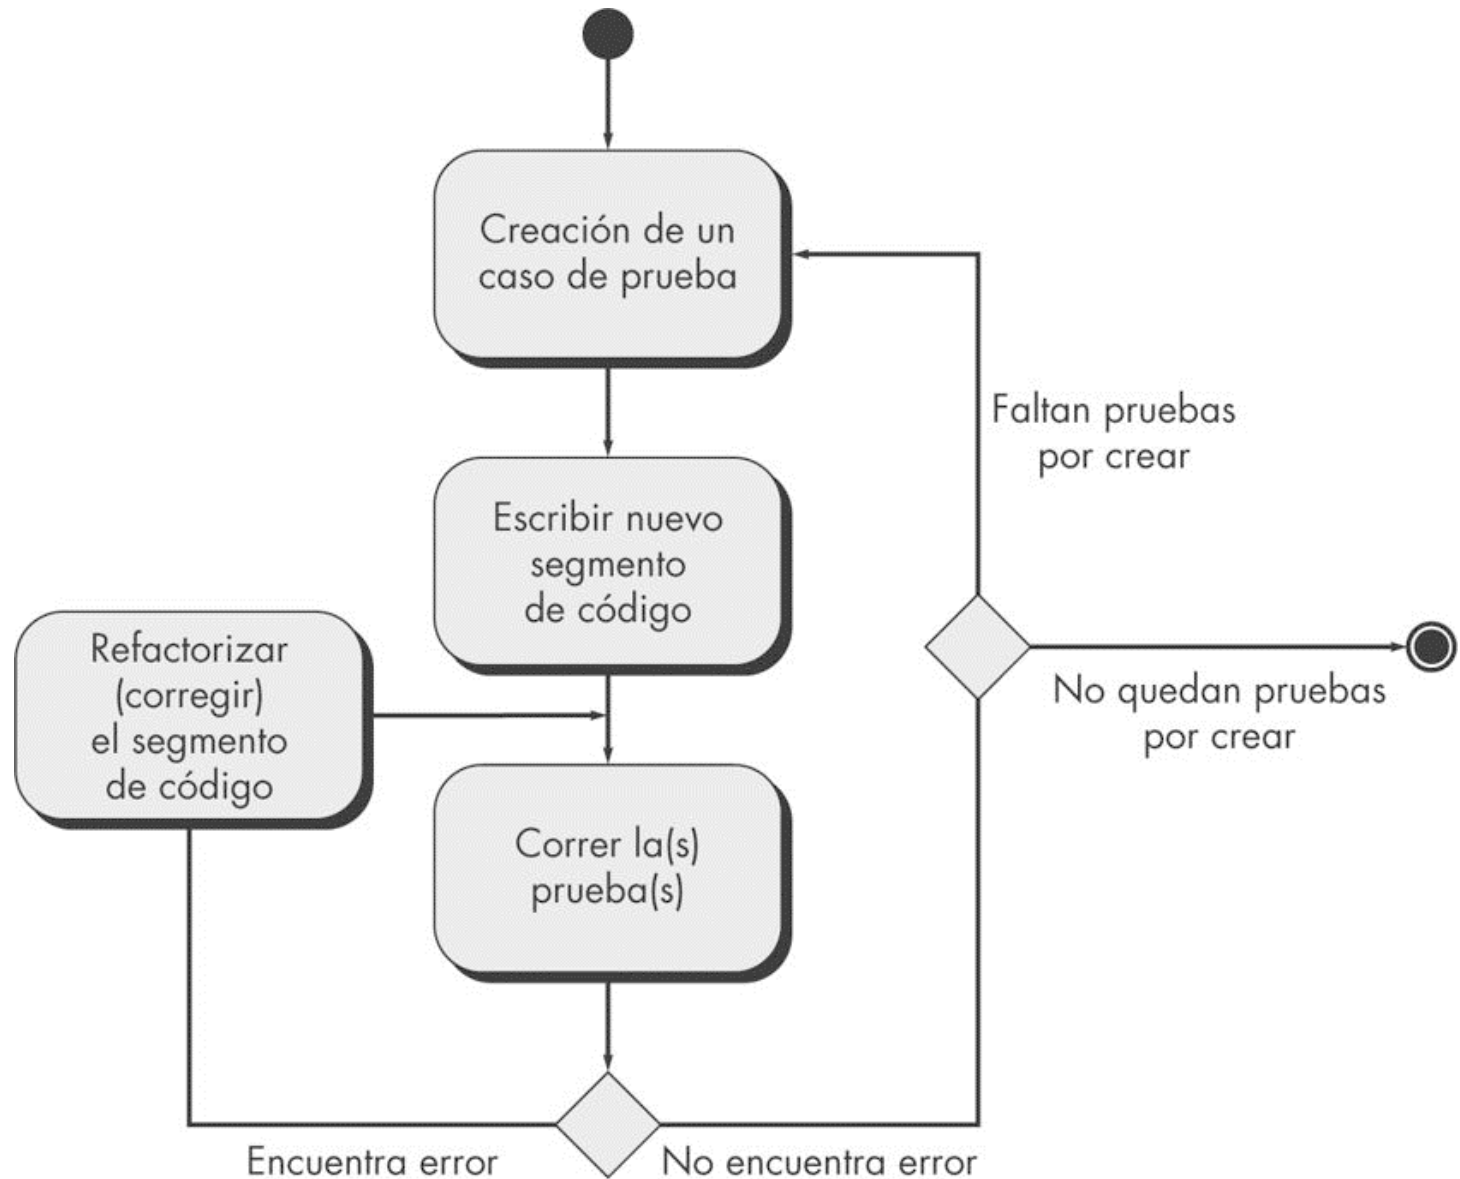 Creación de un
caso de prueba
Faltan pruebas
por crear
Escribir nuevo
segmento
de código
Refactorizar
(corregir)
el segmento
de código
No quedan pruebas
por crear
Correr la(s)
prueba(s)
Encuentra error
No encuentra error